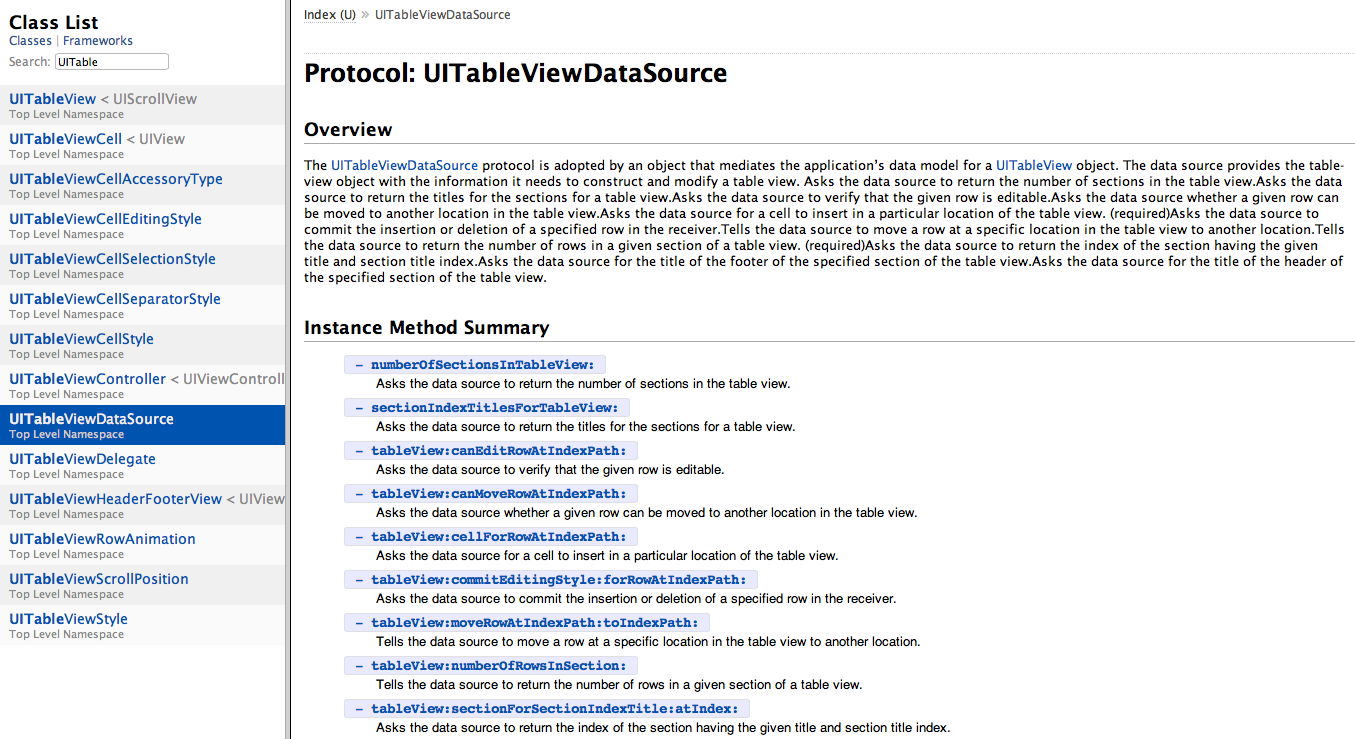 Class List
Classes | Frameworks
Search: UITable
UITableView < UIScrollView
Top Level Namespace
UITableViewCell < UIView
Top Level Namespace
UITableViewCellAccessoryType
Top Level Namespace
UITableViewCellEditingStyle
Top Level Namespace
UITableViewCellSelectionStyle
Top Level Namespace
UITableViewCellSeparatorStyle
Top Level Namespace
UITableViewCellStyle
Top Level Namespace
UITableViewController < UIViewControll
Top Level Namespace
UITableViewDataSource
Top Level Namespace
UITableViewDelegate
Top Level Namespace
UITableViewHeaderFooterView < UIView
Top Level Namespace
UITableViewRowAnimation
Top Level Namespace
UITableViewScrollPosition
Top Level Namespace
UITableViewStyle
Top Level Namespace
Index (U) » UITableViewDataSource
Protocol: UITableViewDataSource
Overview
The UITableViewDataSource protocol is adopted by an object that mediates the application's data model for a UITableView object. The data source provides the table-
view object with the information it needs to construct and modify a table view. Asks the data source to return the number of sections in the table view.Asks the data
source to return the titles for the sections for a table view.Asks the data source to verify that the given row is editable.Asks the data source whether a given row can
be moved to another location in the table view.Asks the data source for a cell to insert in a particular location of the table view. (required)Asks the data source to
commit the insertion or deletion of a specified row in the receiver.Tells the data source to move a row at a specific location in the table view to another location.Tells
the data source to return the number of rows in a given section of a table view. (required)Asks the data source to return the index of the section having the given
title and section title index.Asks the data source for the title of the footer of the specified section of the table view.Asks the data source for the title of the header of
the specified section of the table view.
Instance Method Summary
– numberOfSectionsInTableView:
Asks the data source to return the number of sections in the table view.
– sectionIndexTitlesForTableView:
Asks the data source to return the titles for the sections for a table view.
– tableView:canEditRowAtIndexPath:
Asks the data source to verify that the given row is editable.
– tableView:canMoveRowAtIndexPath:
Asks the data source whether a given row can be moved to another location in the table view.
– tableView:cellForRowAtIndexPath:
Asks the data source for a cell to insert in a particular location of the table view.
– tableView:commitEditingStyle:forRowAtIndexPath:
Asks the data source to commit the insertion or deletion of a specified row in the receiver.
– tableView:moveRowAtIndexPath:toIndexPath:
Tells the data source to move a row at a specific location in the table view to another location.
– tableView:numberOfRowsInSection:
Tells the data source to return the number of rows in a given section of a table view.
– tableView:sectionForSectionIndexTitle:atIndex:
Asks the data source to return the index of the section having the given title and section title index.